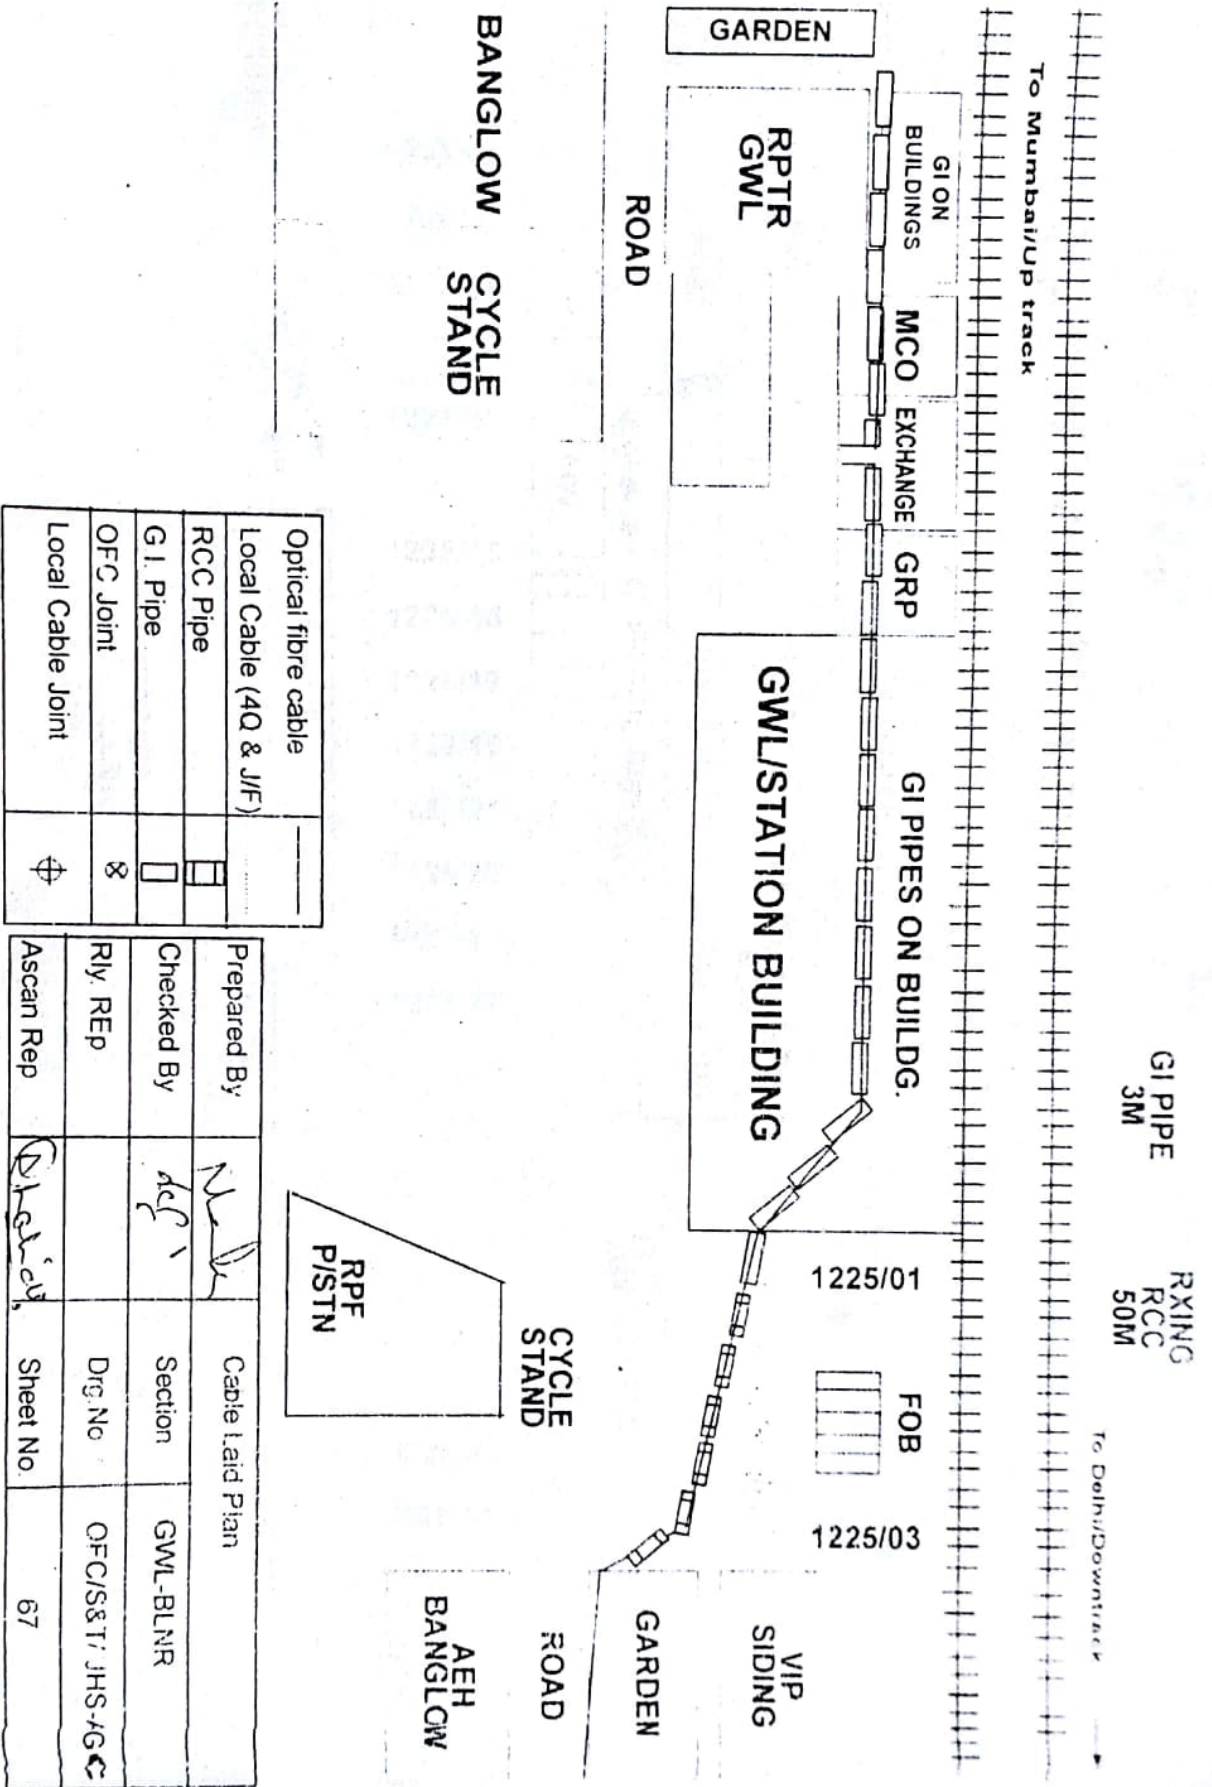 GARDEN
To Mumbai/Up track
GI ON
BUILDINGS
RPTR
GWL
ROAD
BANGLOW
CYCLE
STAND
MCO
EXCHANGE
GRP
GWL/STATION BUILDING
GI PIPES ON BUILDG.
GI PIPE
3M
RXING
RCC
50M
To Delhi/Downtrack
1225/01
FOB
1225/03
VIP
SIDING
GARDEN
ROAD
AEH
BANGLOW
CYCLE
STAND
RPF
P/STN
Optical fibre cable
Local Cable (4Q & J/F)
RCC Pipe
G.I. Pipe
OFC Joint
Local Cable Joint
Prepared By
Cable Laid Plan
Checked By
Section
GWL-BLNR
Rly. REp
Drg.No
OFC/S&T/ JHS-AGC
Ascan Rep
Sheet No.
67